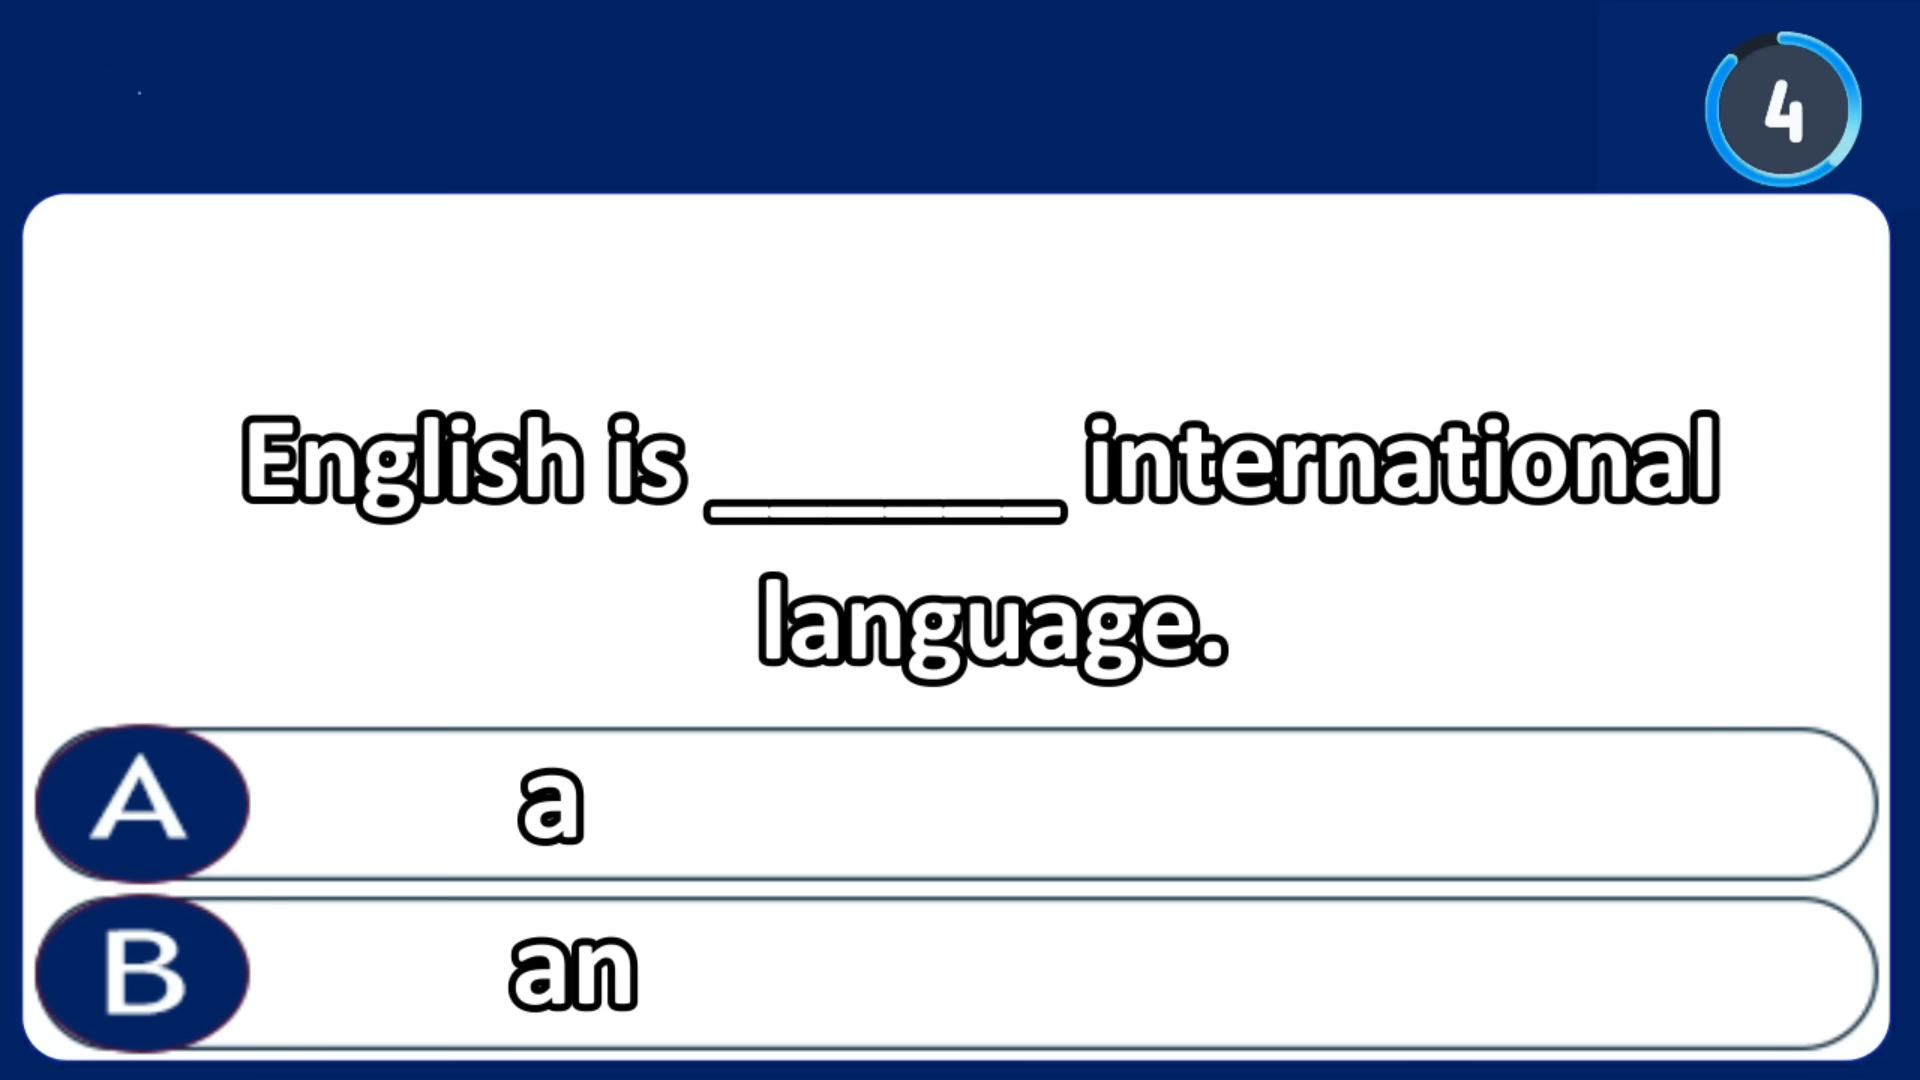 4
English is ______ international
language.
A a
B an